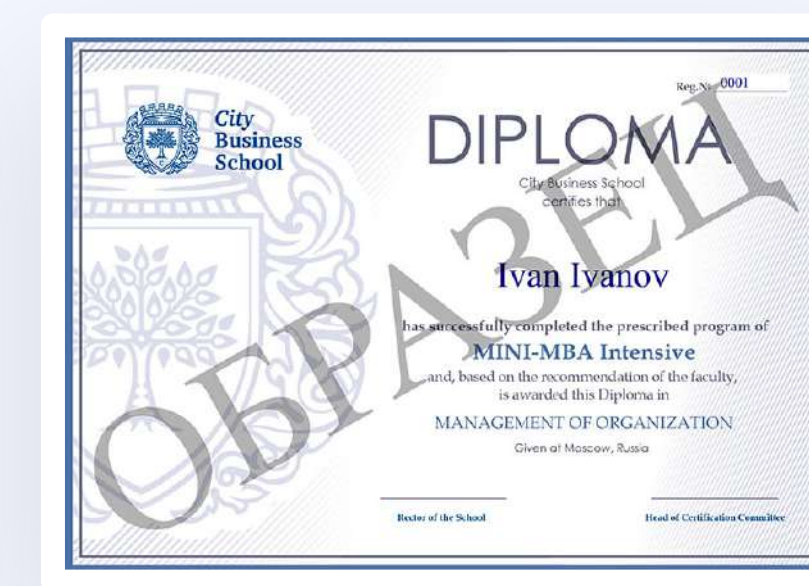 City
Business
School
Reg.№ 0001
DIPLOMA
City Business School
certifies that
Ivan Ivanov
has successfully completed the prescribed program of
MINI-MBA Intensive
and, based on the recommendation of the faculty,
is awarded this Diploma in
MANAGEMENT OF ORGANIZATION
Given at Moscow, Russia
Rector of the School
Head of Certification Committee
ОБРАЗЕЦ